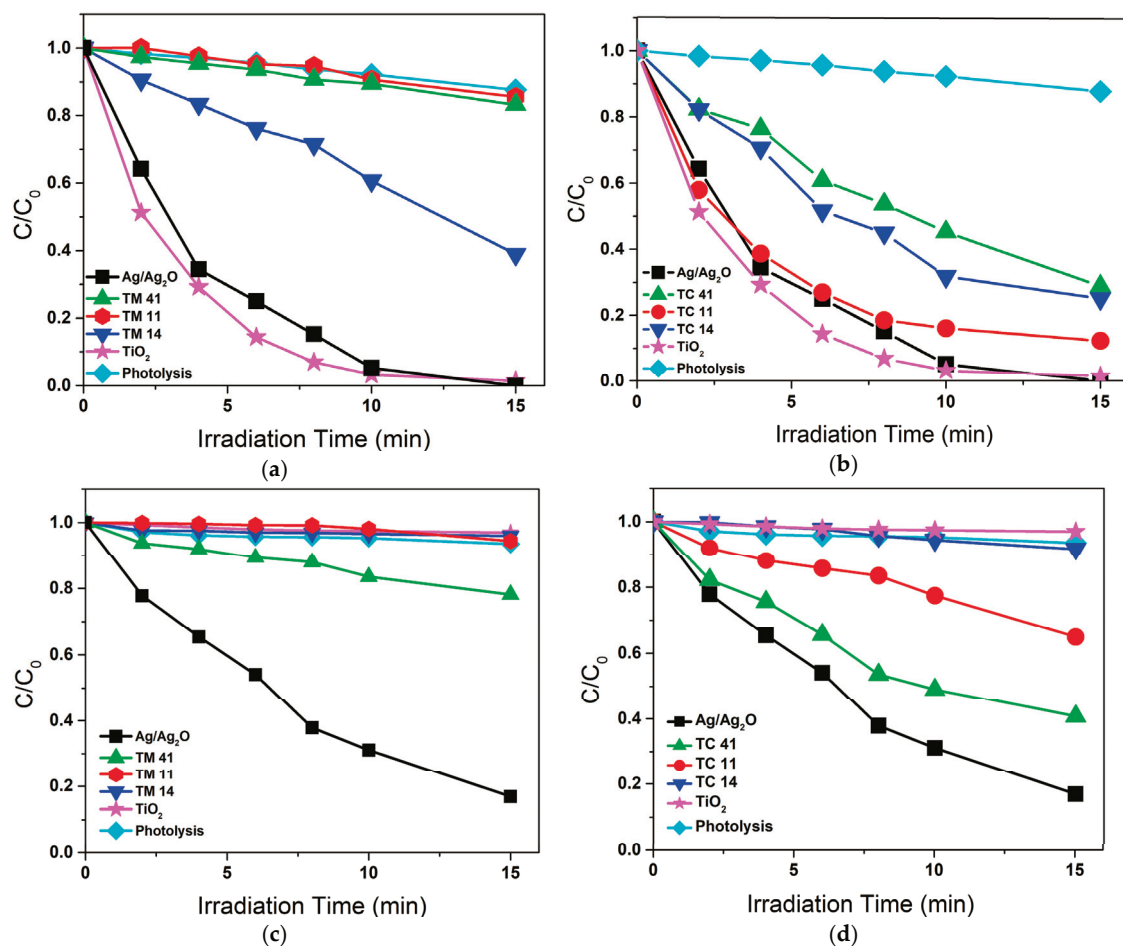 1.0
0.8
0.6
0.4
0.2
0.0
C/C₀
Ag/Ag₂O
TM 41
TM 11
TM 14
TiO₂
Photolysis
0
5
10
15
Irradiation Time (min)
(a)
1.0
0.8
0.6
0.4
0.2
0.0
C/C₀
Ag/Ag₂O
TC 41
TC 11
TC 14
TiO₂
Photolysis
0
5
10
15
Irradiation Time (min)
(b)
1.0
0.8
0.6
0.4
0.2
0.0
C/C₀
Ag/Ag₂O
TM 41
TM 11
TM 14
TiO₂
Photolysis
0
5
10
15
Irradiation Time (min)
(c)
1.0
0.8
0.6
0.4
0.2
0.0
C/C₀
Ag/Ag₂O
TC 41
TC 11
TC 14
TiO₂
Photolysis
0
5
10
15
Irradiation Time (min)
(d)